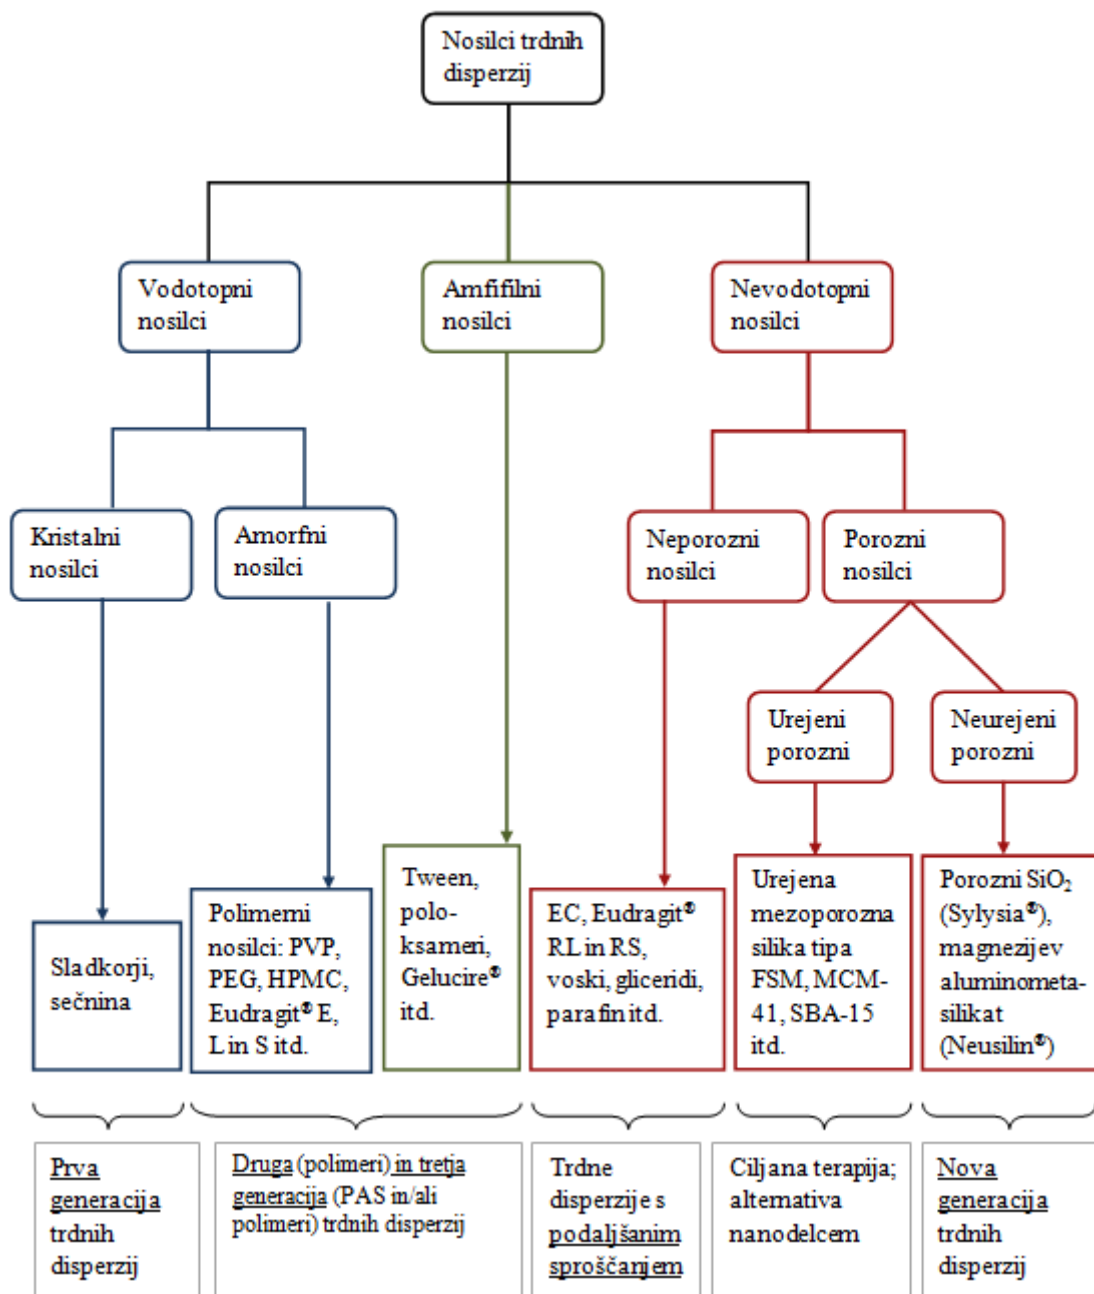 Nosilci trdnih
disperzij
Vodotopni
nosilci
Amfifilni
nosilci
Nevodotopni
nosilci
Kristalni
nosilci
Amorfni
nosilci
Neporozni
nosilci
Porozni
nosilci
Urejeni
porozni
Neurejeni
porozni
Sladkorji,
sečnina
Polimerni
nosilci: PVP,
PEG, HPMC,
Eudragit® E,
L in S itd.
Tween,
polo-
ksameri,
Gelucire®
itd.
EC, Eudragit®
RL in RS,
voski, gliceridi,
parafin itd.
Urejena
mezoporozna
silika tipa
FSM, MCM-
41, SBA-15
itd.
Porozni SiO₂
(Sylysia®),
magnezijev
aluminometa-
silikat
(Neusilin®)
Prva
generacija
trdnih
disperzij
Druga (polimeri) in tretja
generacija (PAS in/ali
polimeri) trdnih disperzij
Trdne
disperzije s
podaljšanim
sproščanjem
Ciljana terapija;
alternativa
nanodelcem
Nova
generacija
trdnih
disperzij